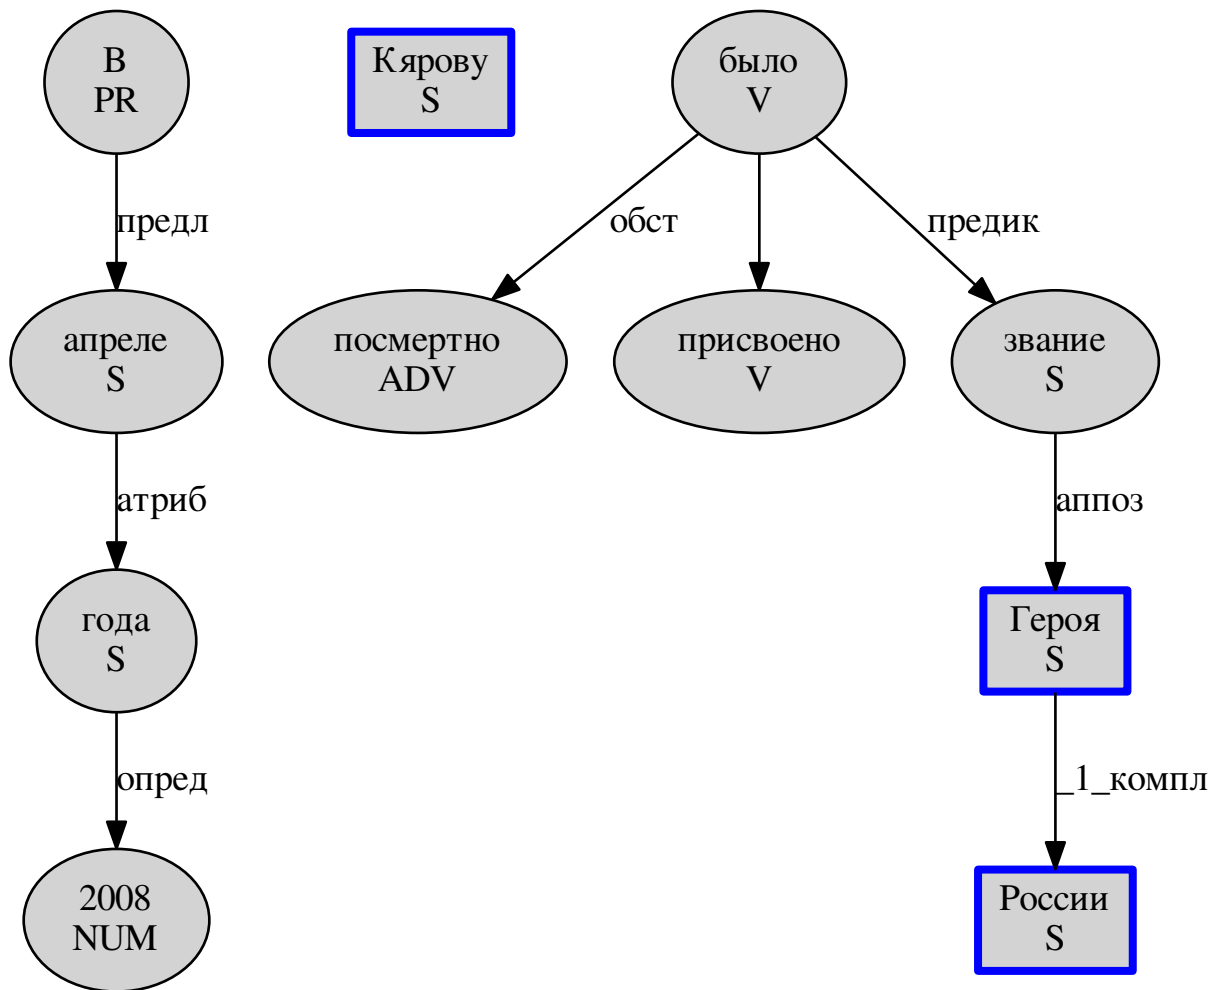 В
PR
Кярову
S
было
V
предл
обст
предик
апреле
S
посмертно
ADV
присвоено
V
звание
S
атриб
аппоз
года
S
Героя
S
опред
_1_компл
2008
NUM
России
S